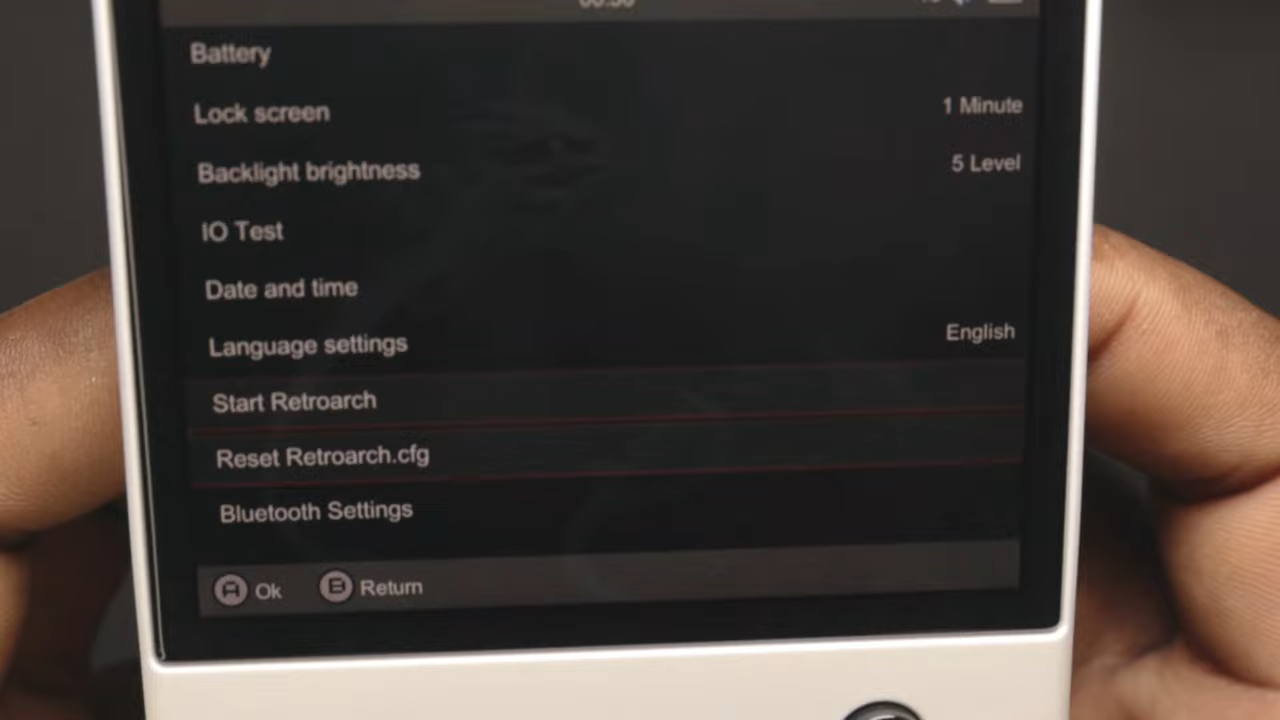 Battery
Lock screen 1 Minute
Backlight brightness 5 Level
IO Test
Date and time
Language settings English
Start Retroarch
Reset Retroarch.cfg
Bluetooth Settings
A Ok B Return